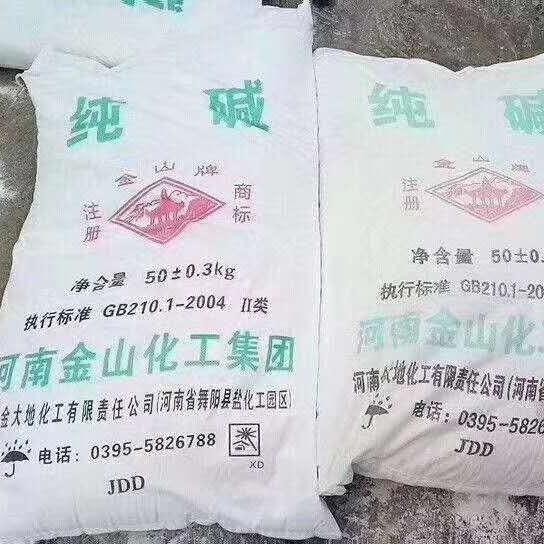 纯碱
金山牌
注册
商标
净含量 50±0.3kg
执行标准 GB210.1-2004 II类
河南金山化工集团
金大地化工有限责任公司(河南省舞阳县盐化工园区)
电话:0395-5826788
XD
JDD
纯碱
金山牌
注册
净含量 50±0.
执行标准 GB210.1-20
河南金山化
河南 大地化工有限责任公司(河南
电话:0395-5826
JDD